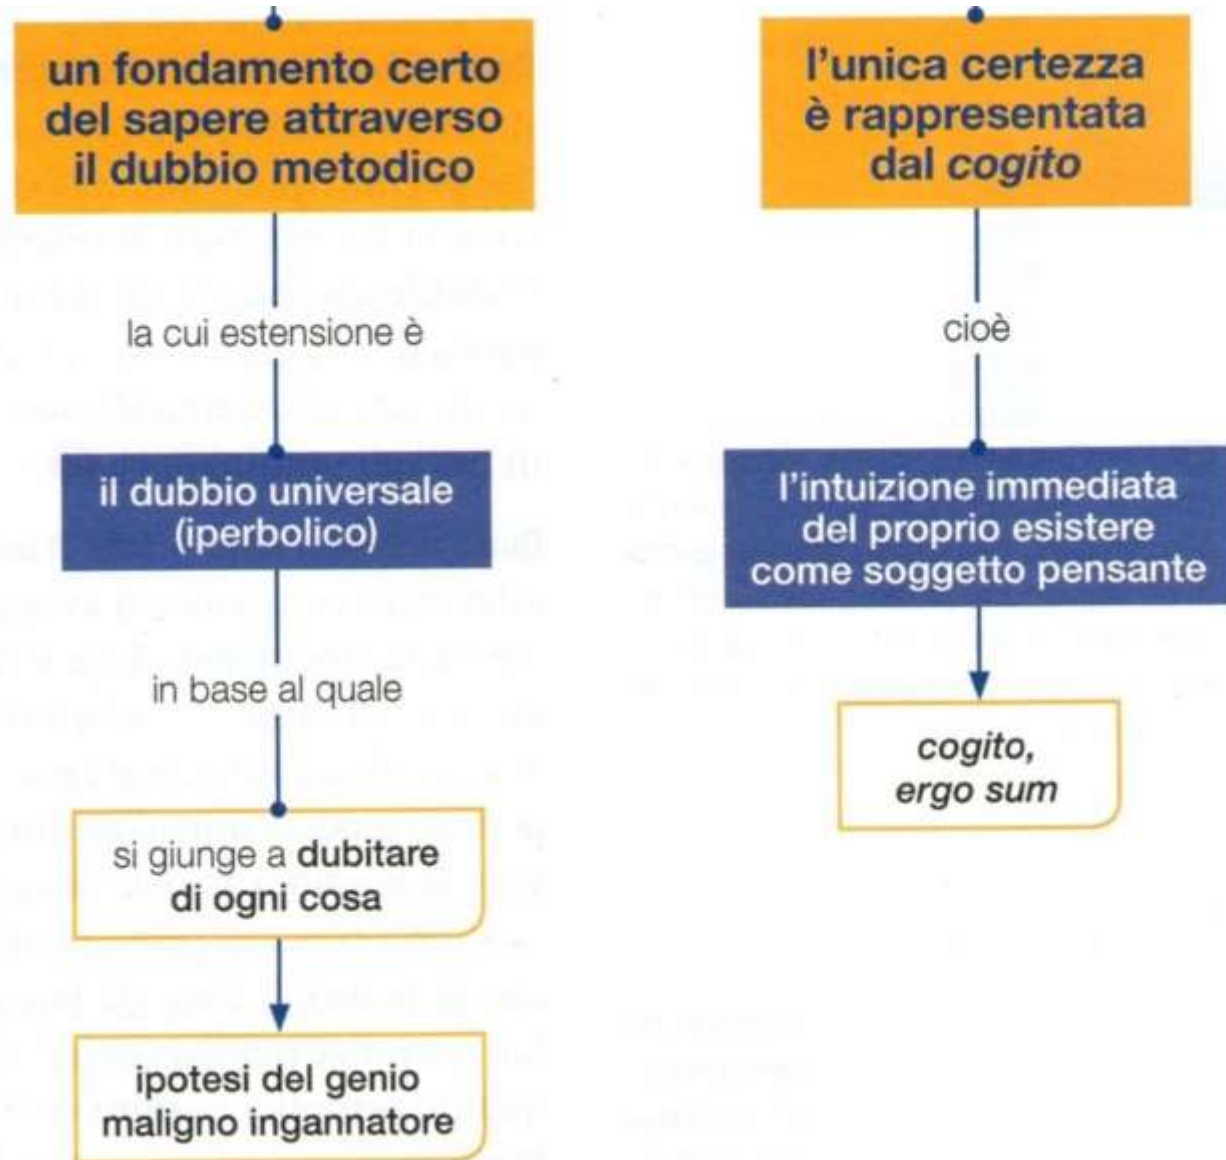 un fondamento certo
del sapere attraverso
il dubbio metodico
la cui estensione è
il dubbio universale
(iperbolico)
in base al quale
si giunge a dubitare
di ogni cosa
ipotesi del genio
maligno ingannatore
l'unica certezza
è rappresentata
dal cogito
cioè
l'intuizione immediata
del proprio esistere
come soggetto pensante
cogito,
ergo sum